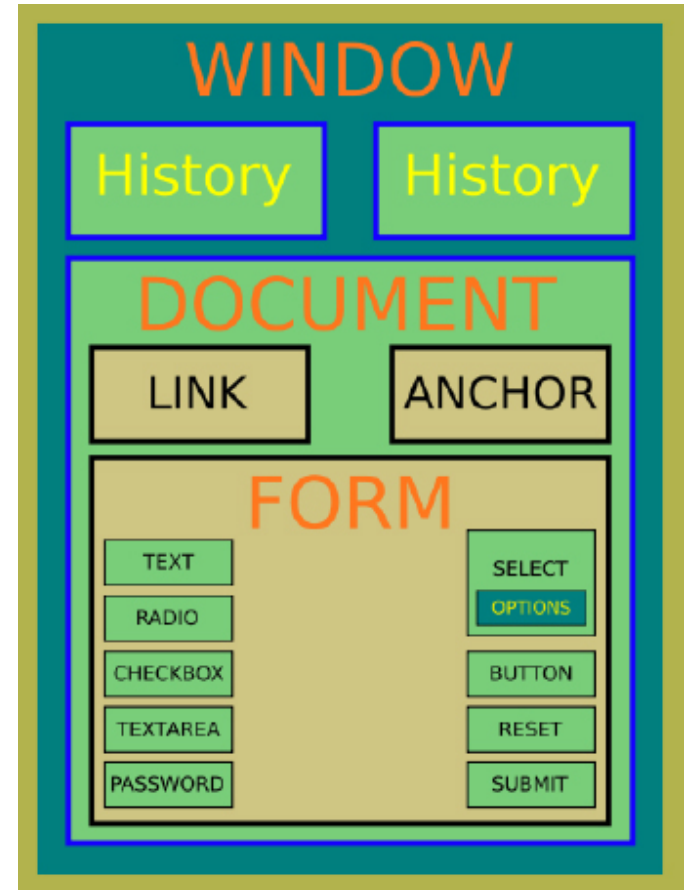 WINDOW
History
History
DOCUMENT
LINK
ANCHOR
FORM
TEXT
RADIO
CHECKBOX
TEXTAREA
PASSWORD
SELECT
OPTIONS
BUTTON
RESET
SUBMIT